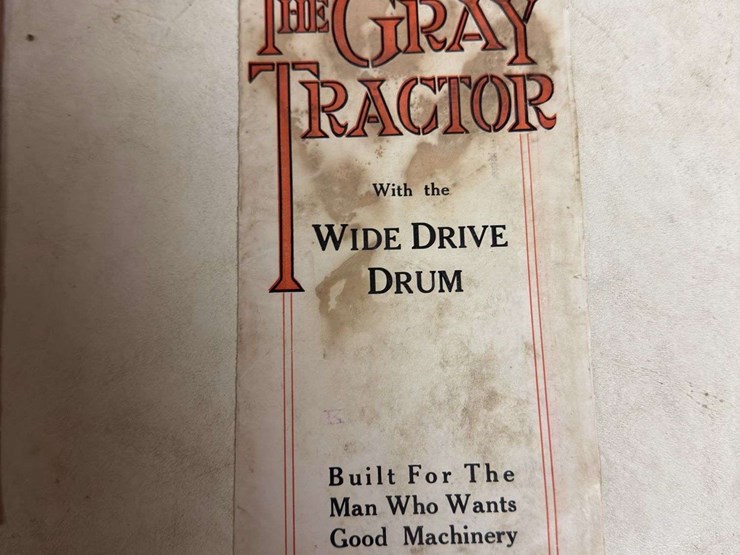 THE GRAY
TRACTOR
With the
WIDE DRIVE
DRUM
Built For The
Man Who Wants
Good Machinery